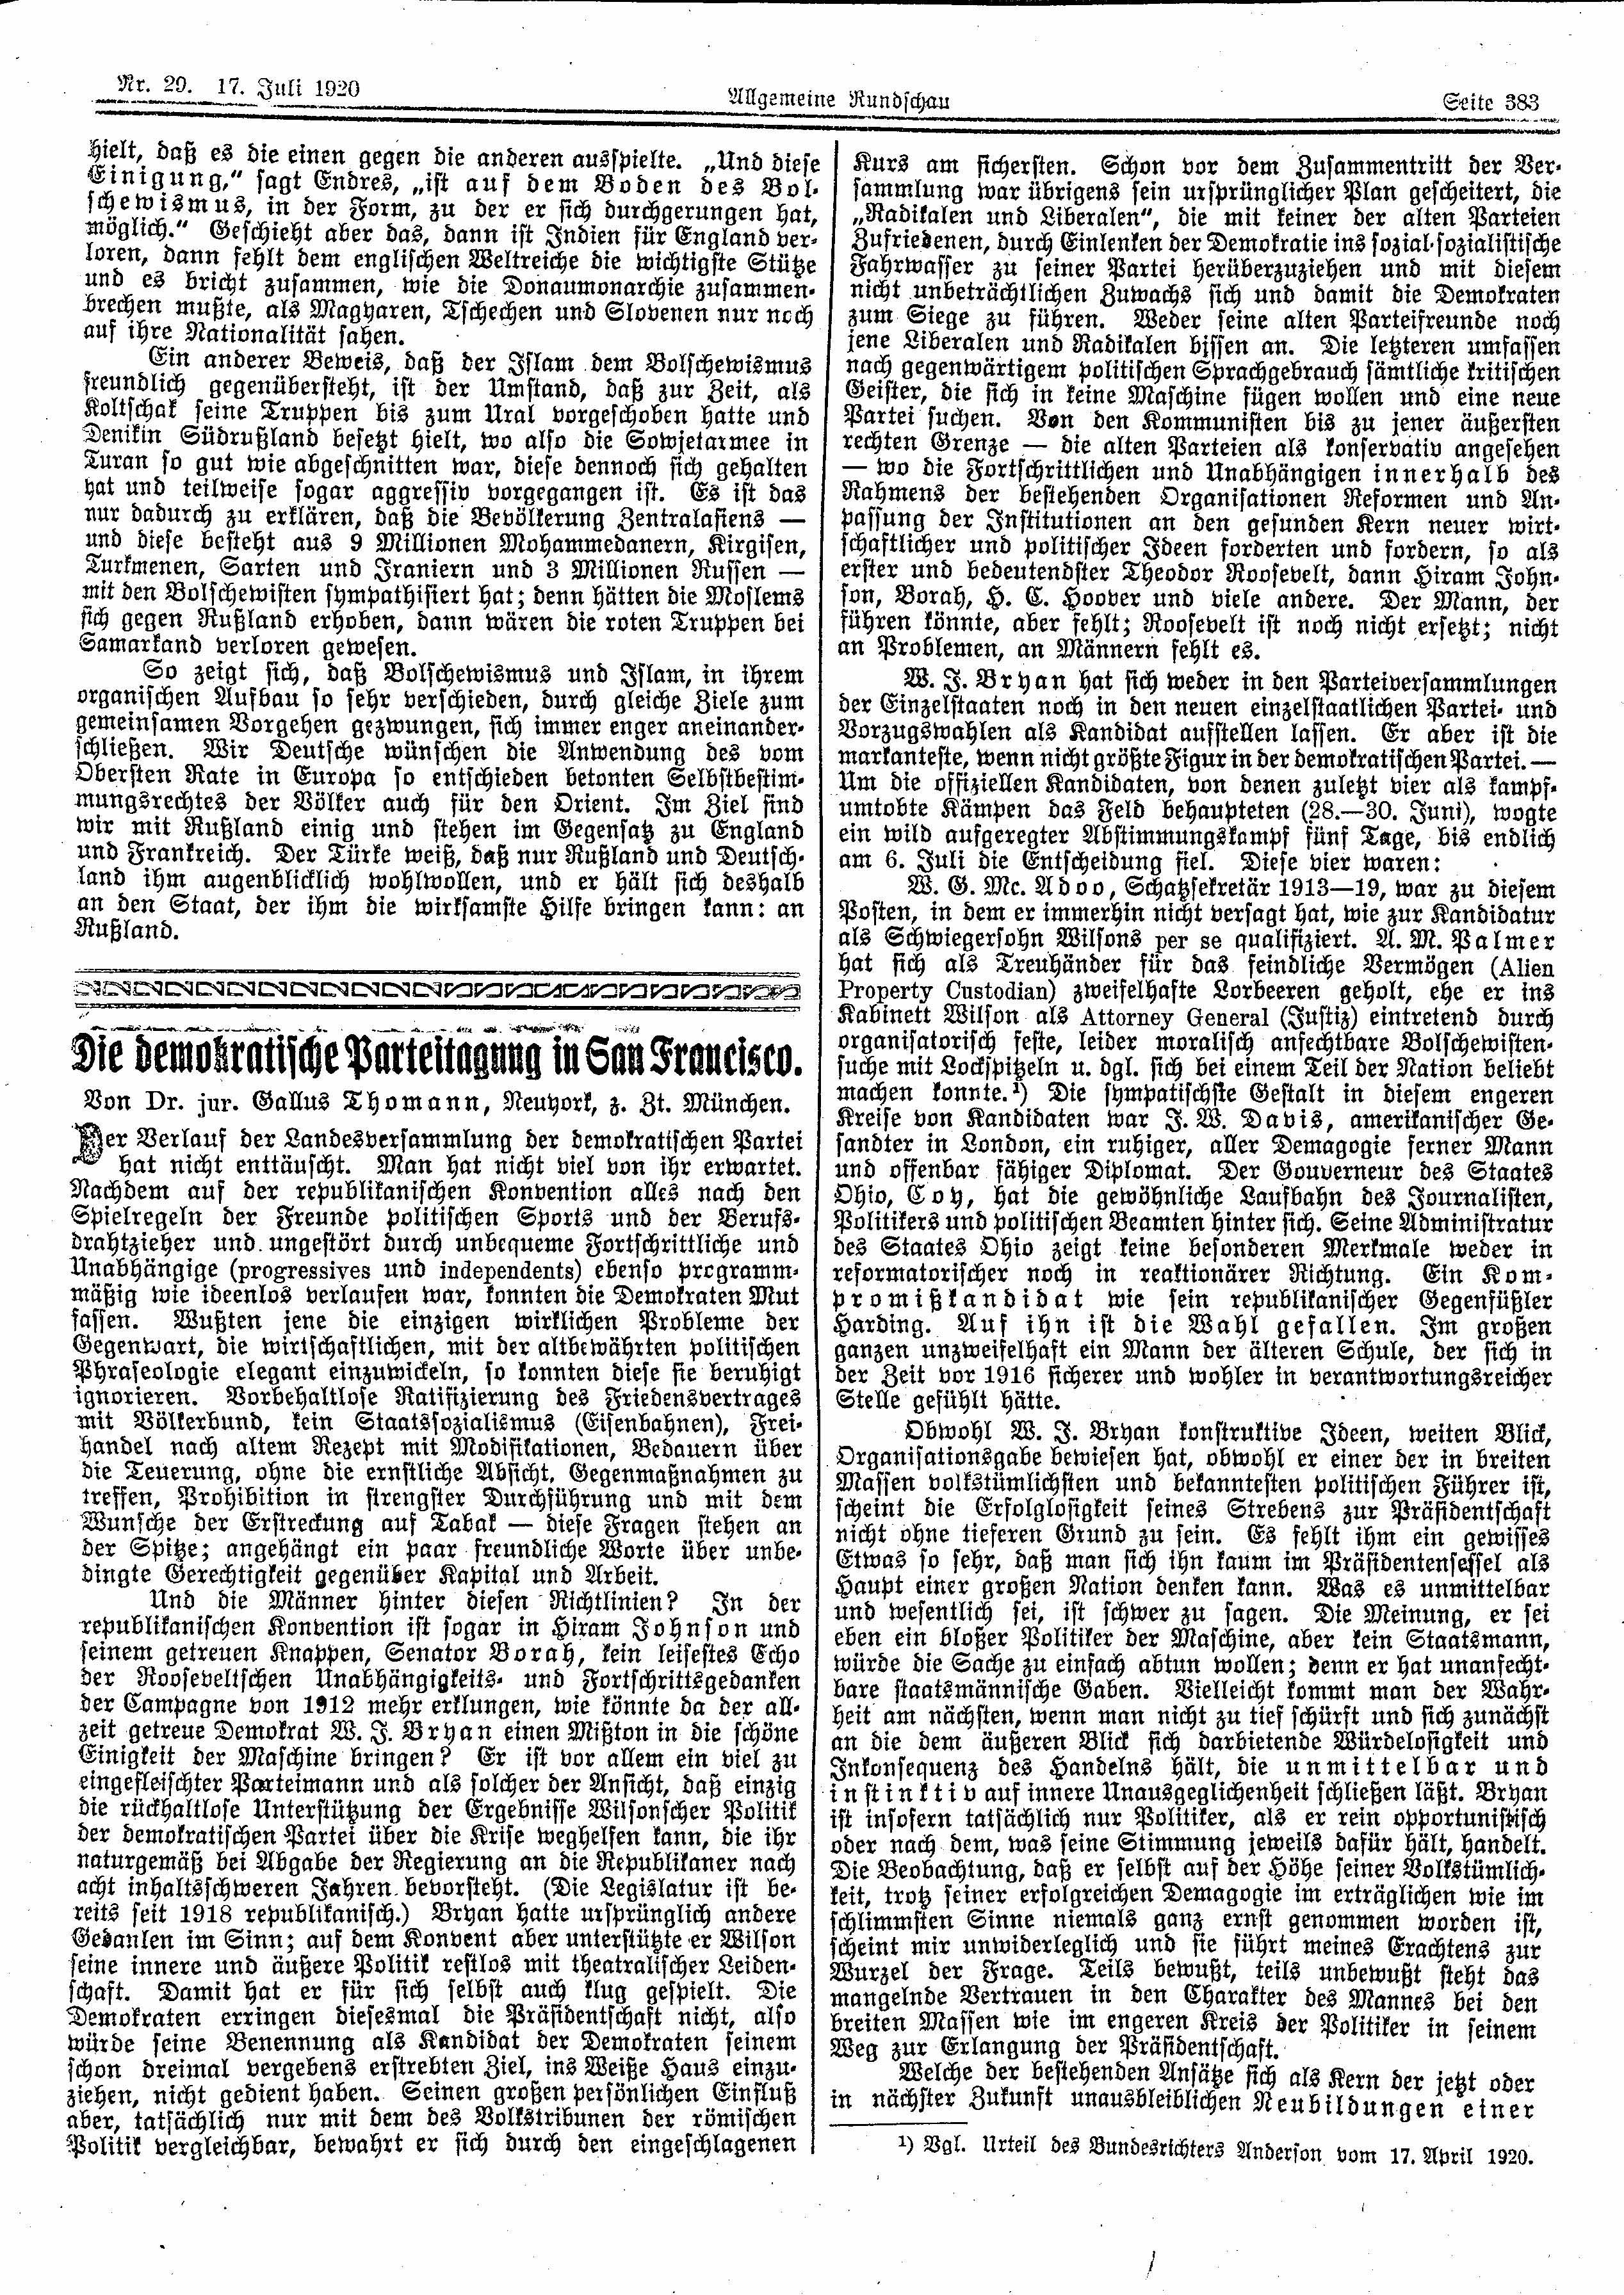 Nr. 29. 17. Juli 1920
Allgemeine Rundschau
Seite 383
hielt, daß es die einen gegen die anderen ausspielte. „Und diese
Einigung,“ sagt Endres, „ist auf dem Boden des Bol-
schewismus, in der Form, zu der er sich durchgerungen hat,
möglich.“ Geschieht aber das, dann ist Indien für England ver-
loren, dann fehlt dem englischen Weltreiche die wichtigste Stütze
und es bricht zusammen, wie die Donaumonarchie zusammen-
brechen mußte, als Magyaren, Tschechen und Slovenen nur noch
auf ihre Nationalität sahen.
Ein anderer Beweis, daß der Islam dem Bolschewismus
freundlich gegenübersteht, ist der Umstand, daß zur Zeit, als
Koltschak seine Truppen bis zum Ural vorgeschoben hatte und
Denikin Südrußland besetzt hielt, wo also die Sowjetarmee in
Turan so gut wie abgeschnitten war, diese dennoch sich gehalten
hat und teilweise sogar aggressiv vorgegangen ist. Es ist das
nur dadurch zu erklären, daß die Bevölkerung Zentralasiens —
und diese besteht aus 9 Millionen Mohammedanern, Kirgisen,
Turkmenen, Sarten und Iraniern und 3 Millionen Russen —
mit den Bolschewisten sympathisiert hat; denn hätten die Moslems
sich gegen Rußland erhoben, dann wären die roten Truppen bei
Samarkand verloren gewesen.
So zeigt sich, daß Bolschewismus und Islam, in ihrem
organischen Aufbau so sehr verschieden, durch gleiche Ziele zum
gemeinsamen Vorgehen gezwungen, sich immer enger aneinander-
schließen. Wir Deutsche wünschen die Anwendung des vom
Obersten Rate in Europa so entschieden betonten Selbstbestim-
mungsrechtes der Völker auch für den Orient. Im Ziel sind
wir mit Rußland einig und stehen im Gegensatz zu England
und Frankreich. Der Türke weiß, daß nur Rußland und Deutsch-
land ihm augenblicklich wohlwollen, und er hält sich deshalb
an den Staat, der ihm die wirksamste Hilfe bringen kann: an
Rußland.
Die demokratische Parteitagung in San Francisco.
Von Dr. jur. Gallus Thomann, Neuyork, z. Zt. München.
Der Verlauf der Landesversammlung der demokratischen Partei
hat nicht enttäuscht. Man hat nicht viel von ihr erwartet.
Nachdem auf der republikanischen Konvention alles nach den
Spielregeln der Freunde politischen Sports und der Berufs-
drahtzieher und ungestört durch unbequeme Fortschrittliche und
Unabhängige (progressives und independents) ebenso programm-
mäßig wie ideenlos verlaufen war, konnten die Demokraten Mut
fassen. Wußten jene die einzigen wirklichen Probleme der
Gegenwart, die wirtschaftlichen, mit der altbewährten politischen
Phraseologie elegant einzuwickeln, so konnten diese sie beruhigt
ignorieren. Vorbehaltlose Ratifizierung des Friedensvertrages
mit Völkerbund, kein Staatssozialismus (Eisenbahnen), Frei-
handel nach altem Rezept mit Modifikationen, Bedauern über
die Teuerung, ohne die ernstliche Absicht, Gegenmaßnahmen zu
treffen, Prohibition in strengster Durchführung und mit dem
Wunsche der Erstreckung auf Tabak — diese Fragen stehen an
der Spitze; angehängt ein paar freundliche Worte über unbe-
dingte Gerechtigkeit gegenüber Kapital und Arbeit.
Und die Männer hinter diesen Richtlinien? In der
republikanischen Konvention ist sogar in Hiram Johnson und
seinem getreuen Knappen, Senator Borah, kein leisestes Echo
der Rooseveltschen Unabhängigkeits- und Fortschrittsgedanken
der Campagne von 1912 mehr erklungen, wie könnte da der all-
zeit getreue Demokrat W. J. Bryan einen Mißton in die schöne
Einigkeit der Maschine bringen? Er ist vor allem ein viel zu
eingefleischter Parteimann und als solcher der Ansicht, daß einzig
die rückhaltlose Unterstützung der Ergebnisse Wilsonscher Politik
der demokratischen Partei über die Krise weghelfen kann, die ihr
naturgemäß bei Abgabe der Regierung an die Republikaner nach
acht inhaltsschweren Jahren bevorsteht. (Die Legislatur ist be-
reits seit 1918 republikanisch.) Bryan hatte ursprünglich andere
Gedanken im Sinn; auf dem Konvent aber unterstützte er Wilson
seine innere und äußere Politik restlos mit theatralischer Leiden-
schaft. Damit hat er für sich selbst auch klug gespielt. Die
Demokraten erringen diesesmal die Präsidentschaft nicht, also
würde seine Benennung als Kandidat der Demokraten seinem
schon dreimal vergebens erstrebten Ziel, ins Weiße Haus einzu-
ziehen, nicht gedient haben. Seinen großen persönlichen Einfluß
aber, tatsächlich nur mit dem des Volkstribunen der römischen
Politik vergleichbar, bewahrt er sich durch den eingeschlagenen
Kurs am sichersten. Schon vor dem Zusammentritt der Ver-
sammlung war übrigens sein ursprünglicher Plan gescheitert, die
„Radikalen und Liberalen“, die mit keiner der alten Parteien
Zufriedenen, durch Einlenken der Demokratie ins sozial-sozialistische
Fahrwasser zu seiner Partei herüberzuziehen und mit diesem
nicht unbeträchtlichen Zuwachs sich und damit die Demokraten
zum Siege zu führen. Weder seine alten Parteifreunde noch
jene Liberalen und Radikalen bissen an. Die letzteren umfassen
nach gegenwärtigem politischen Sprachgebrauch sämtliche kritischen
Geister, die sich in keine Maschine fügen wollen und eine neue
Partei suchen. Von den Kommunisten bis zu jener äußersten
rechten Grenze — die alten Parteien als konservativ angesehen
— wo die Fortschrittlichen und Unabhängigen innerhalb des
Rahmens der bestehenden Organisationen Reformen und An-
passung der Institutionen an den gesunden Kern neuer wirt-
schaftlicher und politischer Ideen forderten und fordern, so als
erster und bedeutendster Theodor Roosevelt, dann Hiram John-
son, Borah, H. C. Hoover und viele andere. Der Mann, der
führen könnte, aber fehlt; Roosevelt ist noch nicht ersetzt; nicht
an Problemen, an Männern fehlt es.
W. J. Bryan hat sich weder in den Parteiversammlungen
der Einzelstaaten noch in den neuen einzelstaatlichen Partei- und
Vorzugswahlen als Kandidat aufstellen lassen. Er aber ist die
markanteste, wenn nicht größte Figur in der demokratischen Partei. —
Um die offiziellen Kandidaten, von denen zuletzt vier als kampf-
umtobte Kämpen das Feld behaupteten (28.—30. Juni), wogte
ein wild aufgeregter Abstimmungskampf fünf Tage, bis endlich
am 6. Juli die Entscheidung fiel. Diese vier waren:
W. G. Mc. Adoo, Schatzsekretär 1913—19, war zu diesem
Posten, in dem er immerhin nicht versagt hat, wie zur Kandidatur
als Schwiegersohn Wilsons per se qualifiziert. A. M. Palmer
hat sich als Treuhänder für das feindliche Vermögen (Alien
Property Custodian) zweifelhafte Lorbeeren geholt, ehe er ins
Kabinett Wilson als Attorney General (Justiz) eintretend durch
organisatorisch feste, leider moralisch anfechtbare Bolschewisten-
suche mit Lockspitzeln u. dgl. sich bei einem Teil der Nation beliebt
machen konnte.¹) Die sympatischste Gestalt in diesem engeren
Kreise von Kandidaten war J. W. Davis, amerikanischer Ge-
sandter in London, ein ruhiger, aller Demagogie ferner Mann
und offenbar fähiger Diplomat. Der Gouverneur des Staates
Ohio, Coy, hat die gewöhnliche Laufbahn des Journalisten,
Politikers und politischen Beamten hinter sich. Seine Administratur
des Staates Ohio zeigt keine besonderen Merkmale weder in
reformatorischer noch in reaktionärer Richtung. Ein Kom-
promißkandidat wie sein republikanischer Gegenfüßler
Harding. Auf ihn ist die Wahl gefallen. Im großen
ganzen unzweifelhaft ein Mann der älteren Schule, der sich in
der Zeit vor 1916 sicherer und wohler in verantwortungsreicher
Stelle gefühlt hätte.
Obwohl W. J. Bryan konstruktive Ideen, weiten Blick,
Organisationsgabe bewiesen hat, obwohl er einer der in breiten
Massen volkstümlichsten und bekanntesten politischen Führer ist,
scheint die Erfolglosigkeit seines Strebens zur Präsidentschaft
nicht ohne tieferen Grund zu sein. Es fehlt ihm ein gewisses
Etwas so sehr, daß man sich ihn kaum im Präsidentensessel als
Haupt einer großen Nation denken kann. Was es unmittelbar
und wesentlich sei, ist schwer zu sagen. Die Meinung, er sei
eben ein bloßer Politiker der Maschine, aber kein Staatsmann,
würde die Sache zu einfach abtun wollen; denn er hat unanfecht-
bare staatsmännische Gaben. Vielleicht kommt man der Wahr-
heit am nächsten, wenn man nicht zu tief schürft und sich zunächst
an die dem äußeren Blick sich darbietende Würdelosigkeit und
Inkonsequenz des Handelns hält, die unmittelbar und
instinktiv auf innere Unausgeglichenheit schließen läßt. Bryan
ist insofern tatsächlich nur Politiker, als er rein opportunistisch
oder nach dem, was seine Stimmung jeweils dafür hält, handelt.
Die Beobachtung, daß er selbst auf der Höhe seiner Volkstümlich-
keit, trotz seiner erfolgreichen Demagogie im erträglichen wie im
schlimmsten Sinne niemals ganz ernst genommen worden ist,
scheint mir unwiderleglich und sie führt meines Erachtens zur
Wurzel der Frage. Teils bewußt, teils unbewußt steht das
mangelnde Vertrauen in den Charakter des Mannes bei den
breiten Massen wie im engeren Kreis der Politiker in seinem
Weg zur Erlangung der Präsidentschaft.
Welche der bestehenden Ansätze sich als Kern der jetzt oder
in nächster Zukunft unausbleiblichen Neubildungen einer
¹) Vgl. Urteil des Bundesrichters Anderson vom 17. April 1920.